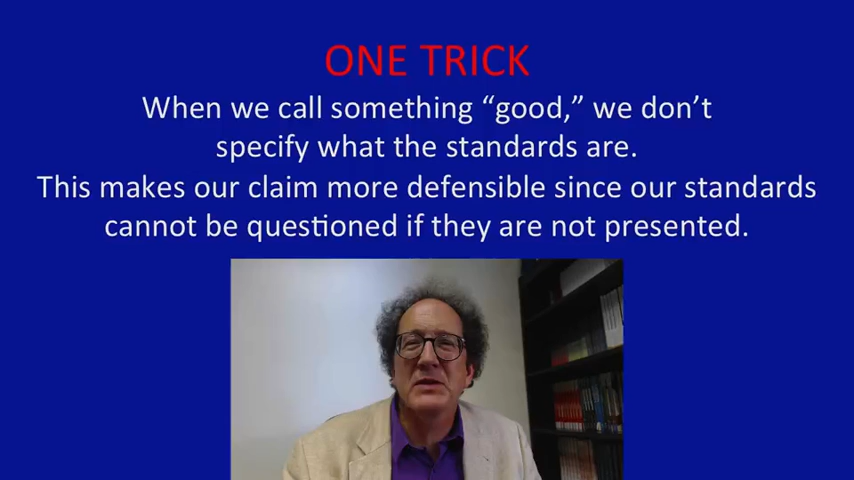 ONE TRICK
When we call something “good,” we don’t
specify what the standards are.
This makes our claim more defensible since our standards
cannot be questioned if they are not presented.